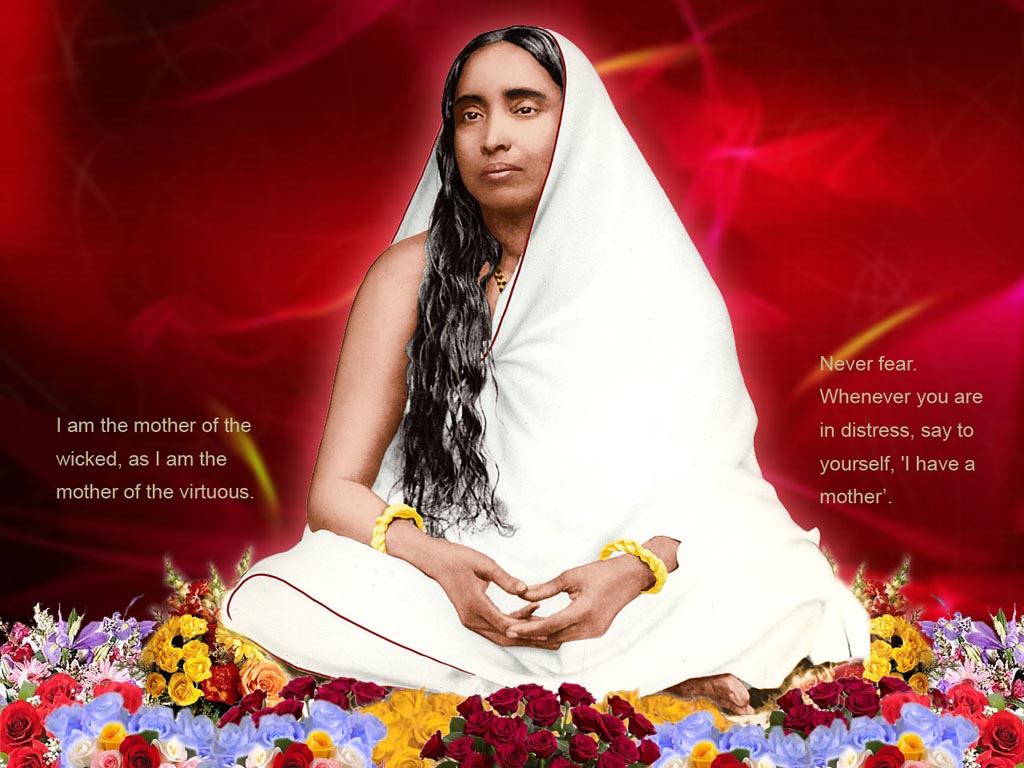 I am the mother of the
wicked, as I am the
mother of the virtuous.
Never fear.
Whenever you are
in distress, say to
yourself, 'I have a
mother’.